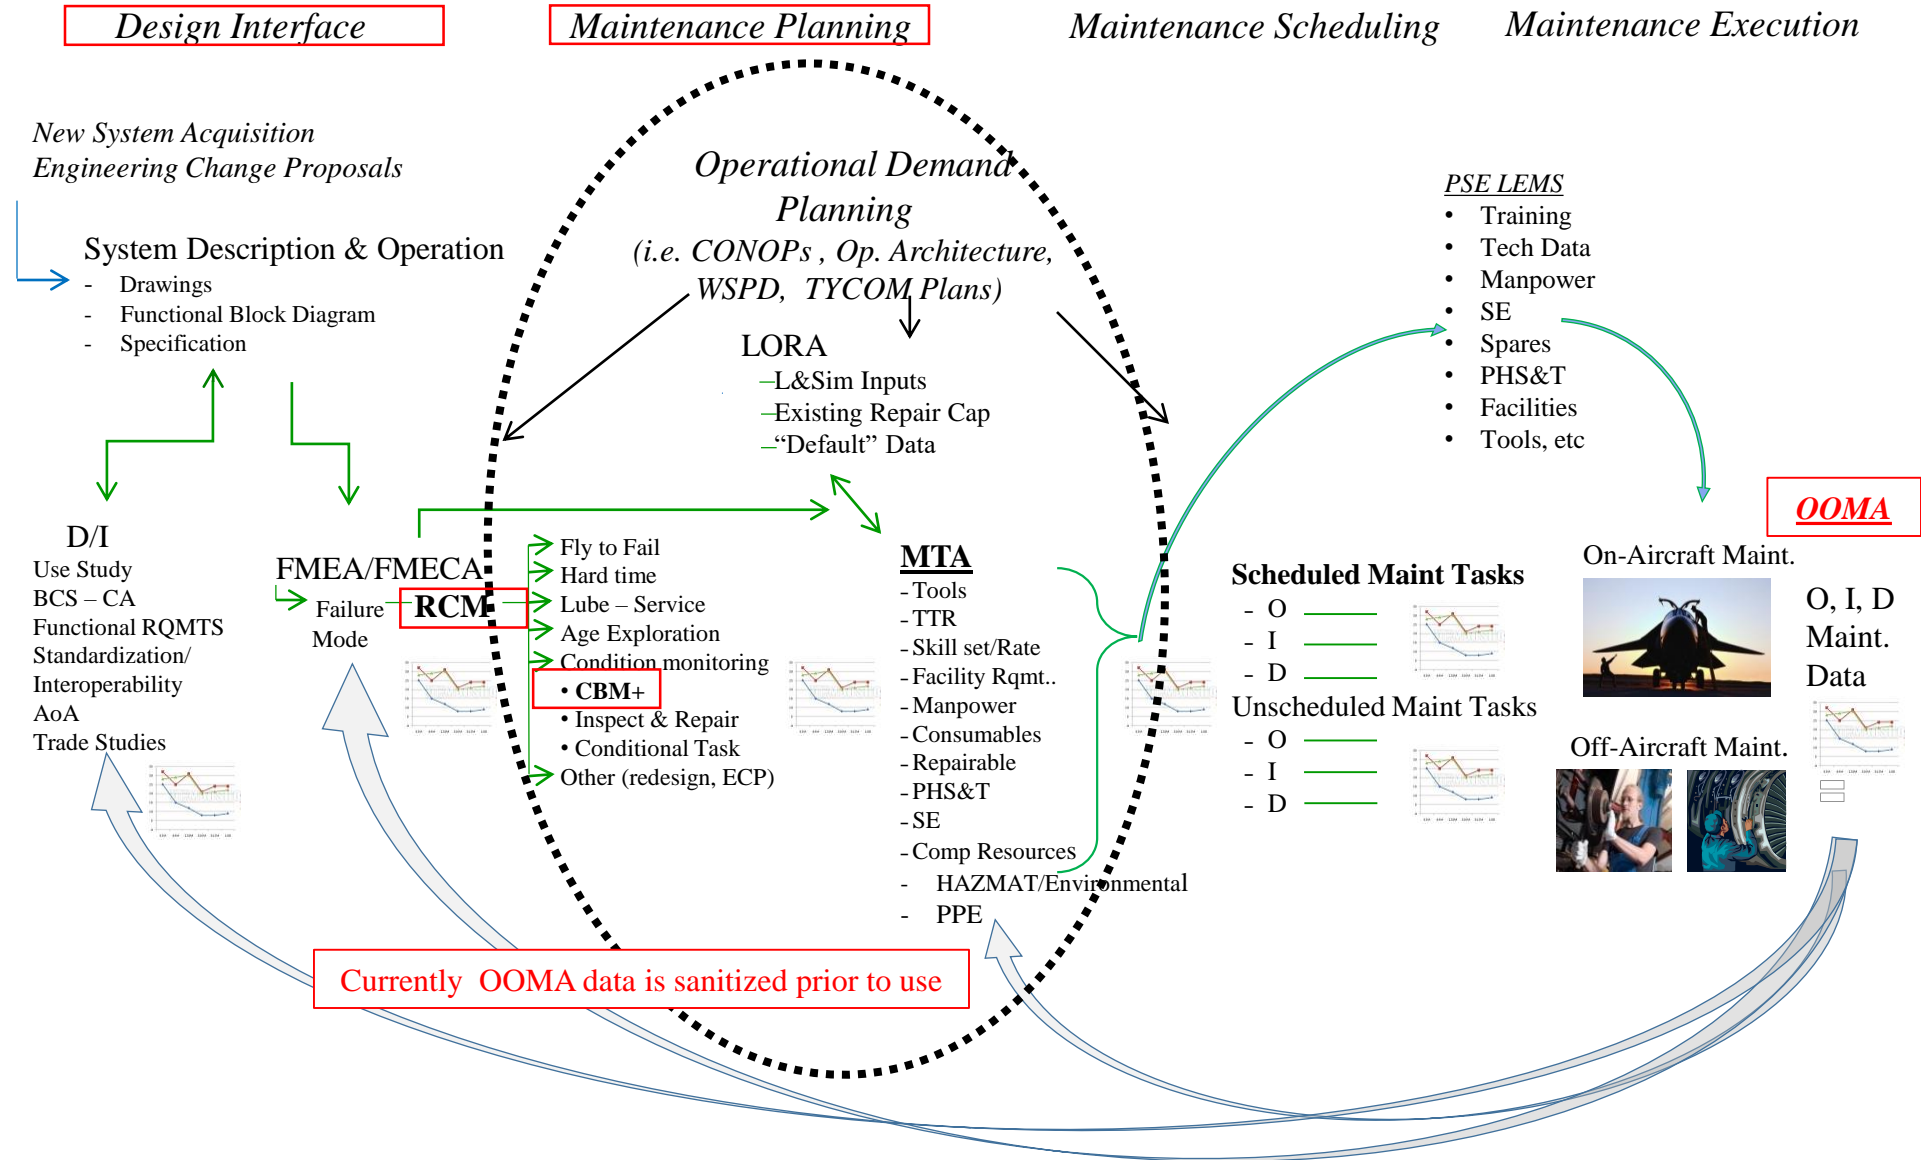 Design Interface
Maintenance Planning
Maintenance Scheduling
Maintenance Execution
New System Acquisition
Engineering Change Proposals
System Description & Operation
- Drawings
- Functional Block Diagram
- Specification
Operational Demand
Planning
(i.e. CONOPs , Op. Architecture,
WSPD, TYCOM Plans)
LORA
–L&Sim Inputs
–Existing Repair Cap
–“Default” Data
PSE LEMS
• Training
• Tech Data
• Manpower
• SE
• Spares
• PHS&T
• Facilities
• Tools, etc
D/I
Use Study
BCS – CA
Functional RQMTS
Standardization/
Interoperability
AoA
Trade Studies
FMEA/FMECA
Failure
Mode
RCM
Fly to Fail
Hard time
Lube – Service
Age Exploration
Condition monitoring
• CBM+
• Inspect & Repair
• Conditional Task
Other (redesign, ECP)
MTA
- Tools
- TTR
- Skill set/Rate
- Facility Rqmt..
- Manpower
- Consumables
- Repairable
- PHS&T
- SE
- Comp Resources
- HAZMAT/Environmental
- PPE
Scheduled Maint Tasks
- O
- I
- D
Unscheduled Maint Tasks
- O
- I
- D
OOMA
On-Aircraft Maint.
Off-Aircraft Maint.
O, I, D
Maint.
Data
Currently OOMA data is sanitized prior to use